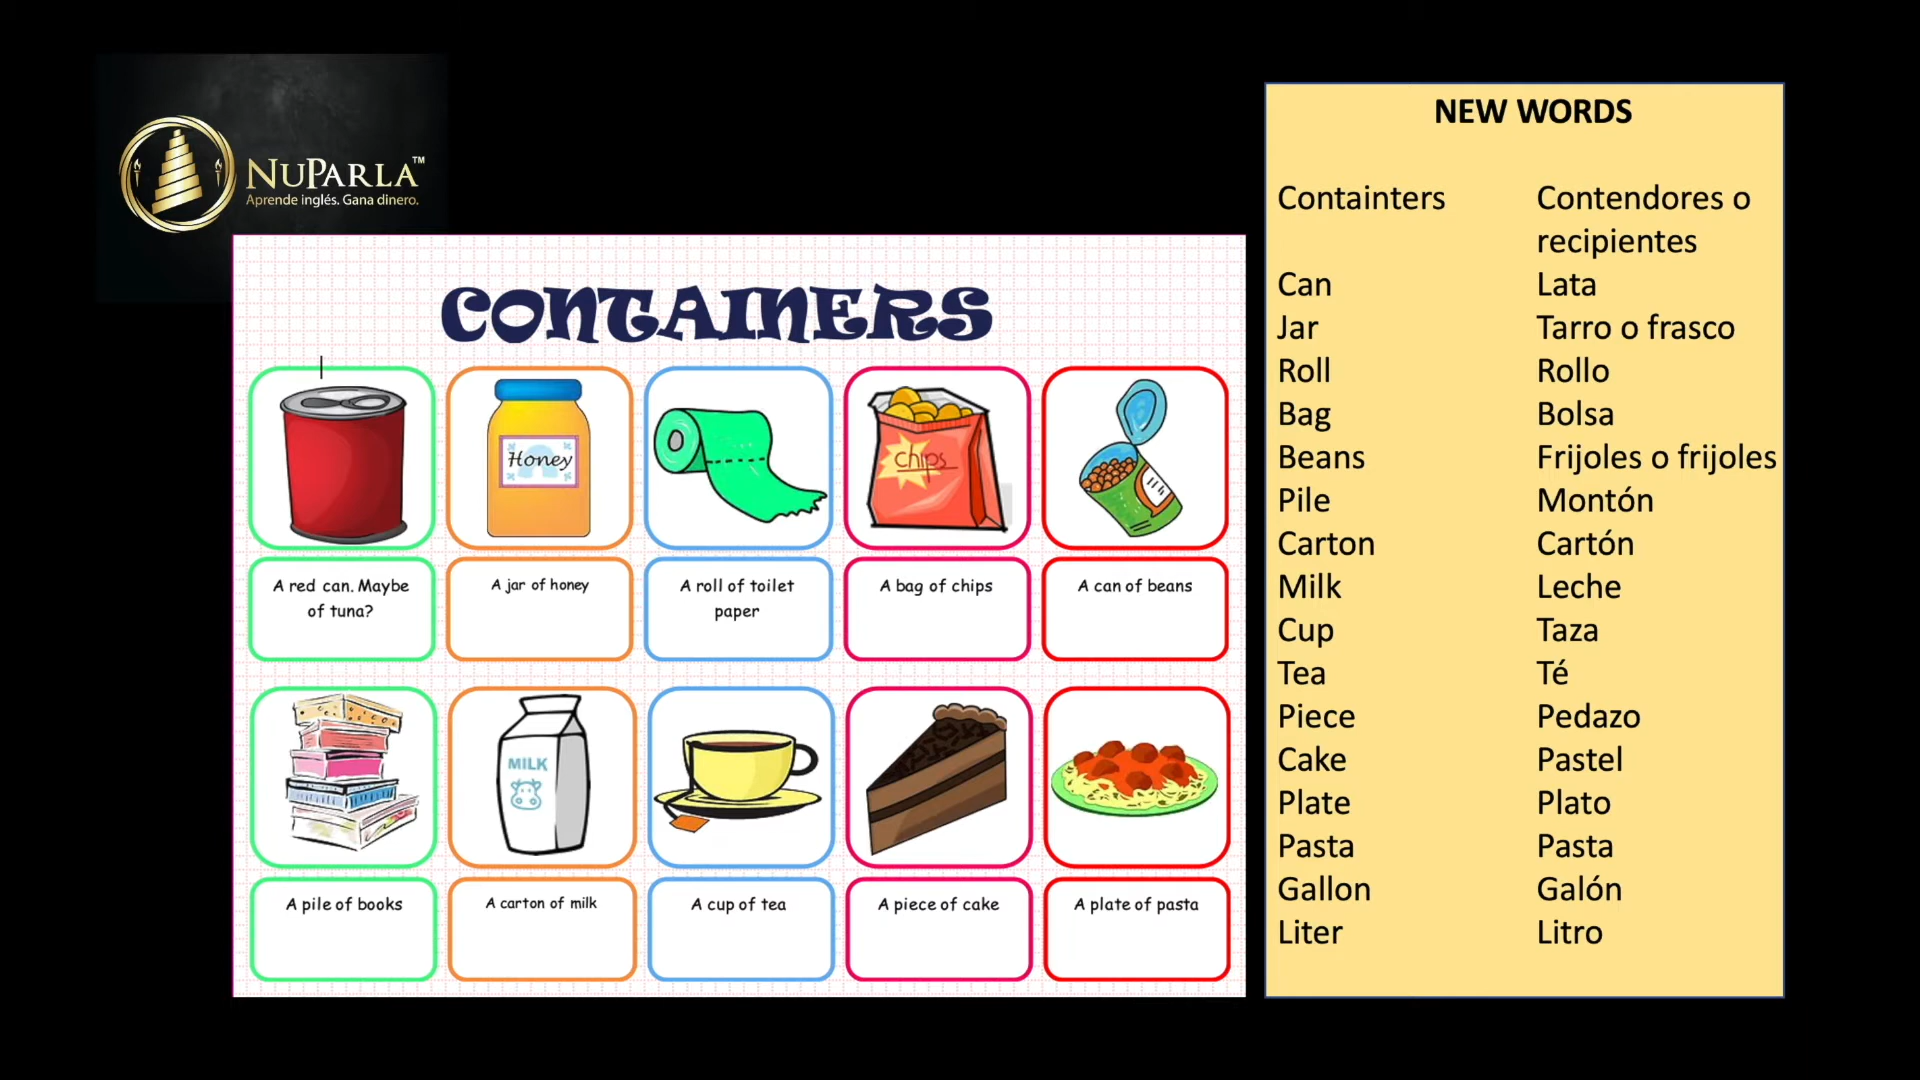 NUPARLA™
Aprende inglés. Gana dinero.
CONTAINERS
Honey
chips
A red can. Maybe
of tuna?
A jar of honey
A roll of toilet
paper
A bag of chips
A can of beans
MILK
A pile of books
A carton of milk
A cup of tea
A piece of cake
A plate of pasta
NEW WORDS
Containters Contendores o
recipientes
Can Lata
Jar Tarro o frasco
Roll Rollo
Bag Bolsa
Beans Frijoles o frijoles
Pile Montón
Carton Cartón
Milk Leche
Cup Taza
Tea Té
Piece Pedazo
Cake Pastel
Plate Plato
Pasta Pasta
Gallon Galón
Liter Litro